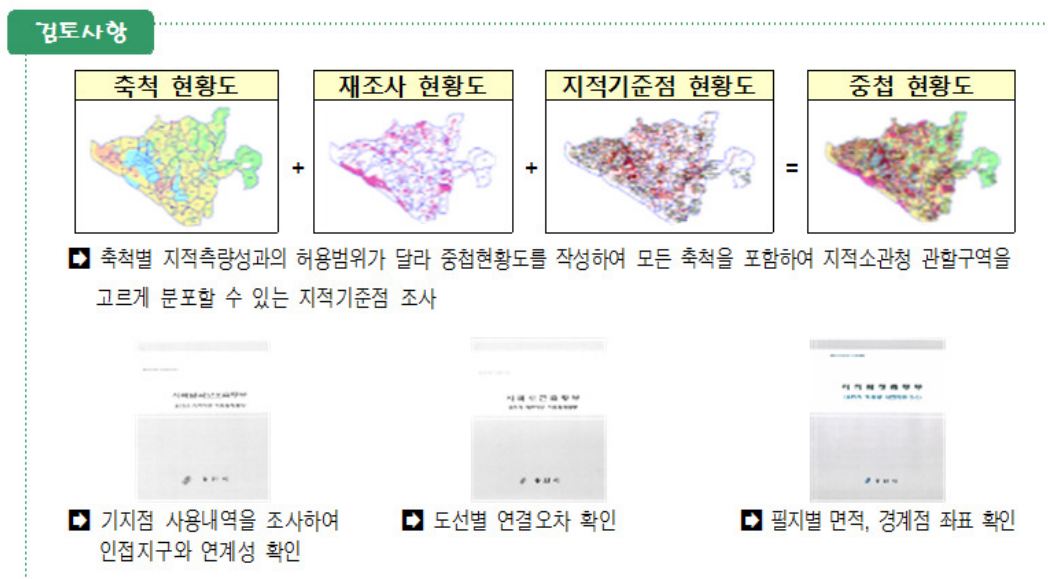 검토사항
축척 현황도
재조사 현황도
지적기준점 현황도
중첩 현황도
+
+
=
축척별 지적측량성과의 허용범위가 달라 중첩현황도를 작성하여 모든 축척을 포함하여 지적소관청 관할구역을
고르게 분포할 수 있는 지적기준점 조사
기지점 사용내역을 조사하여
인접지구와 연계성 확인
도선별 연결오차 확인
필지별 면적, 경계점 좌표 확인